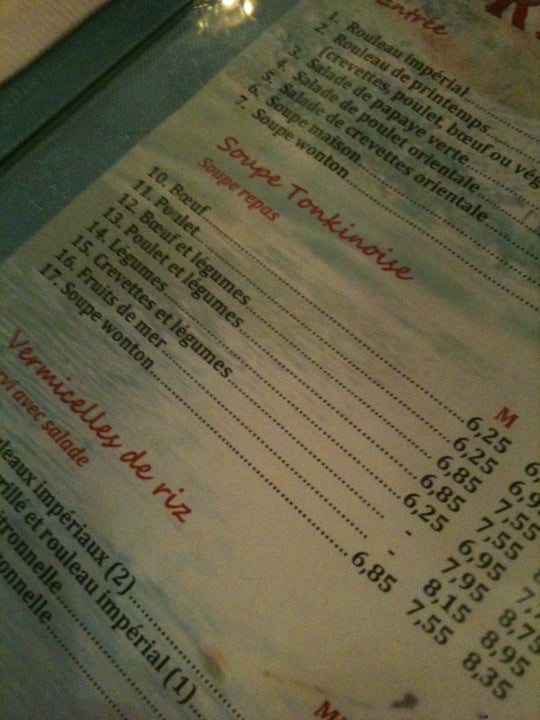 Entrée
1. Rouleau impérial
2. Rouleau de printemps
(crevettes, poulet, bœuf ou
3. Salade de papaye verte
4. Salade de poulet orientale
5. Salade de crevettes orientale
6. Soupe maison
7. Soupe wonton
Soupe Tonkinoise
Soupe repas
M
10. Bœuf 6,25
11. Poulet 6,25 6,95
12. Bœuf et légumes 6,85 7,55
13. Poulet et légumes 6,85 7,55
14. Légumes 6,25 6,95
15. Crevettes et légumes - 7,95 8,75
16. Fruits de mer - 8,15 8,95
17. Soupe wonton 6,85 7,55 8,35
Vermicelles de riz
avec salade
impériaux (2)
et rouleau impérial (1)
M